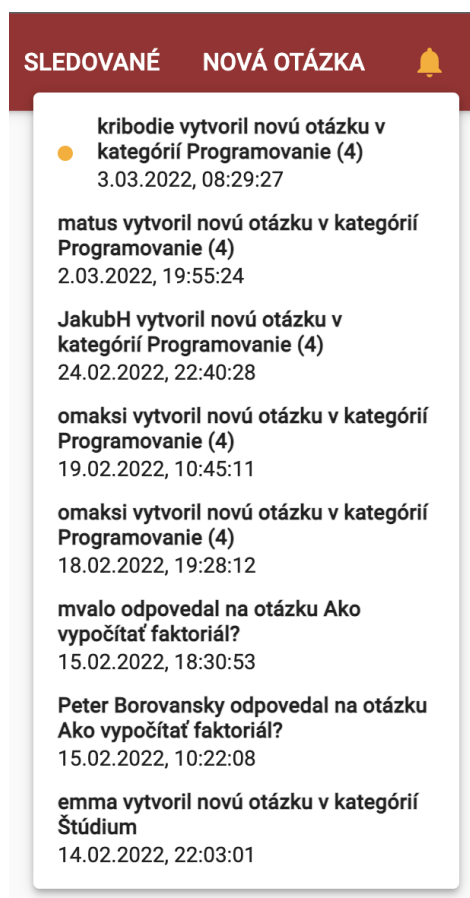 SLEDOVANÉ NOVÁ OTÁZKA
kribodie vytvoril novú otázku v
kategórií Programovanie (4)
3.03.2022, 08:29:27
matus vytvoril novú otázku v kategórií
Programovanie (4)
2.03.2022, 19:55:24
JakubH vytvoril novú otázku v
kategórií Programovanie (4)
24.02.2022, 22:40:28
omaksi vytvoril novú otázku v kategórií
Programovanie (4)
19.02.2022, 10:45:11
omaksi vytvoril novú otázku v kategórií
Programovanie (4)
18.02.2022, 19:28:12
mvalo odpovedal na otázku Ako
vypočítať faktoriál?
15.02.2022, 18:30:53
Peter Borovansky odpovedal na otázku
Ako vypočítať faktoriál?
15.02.2022, 10:22:08
emma vytvoril novú otázku v kategórií
Štúdium
14.02.2022, 22:03:01